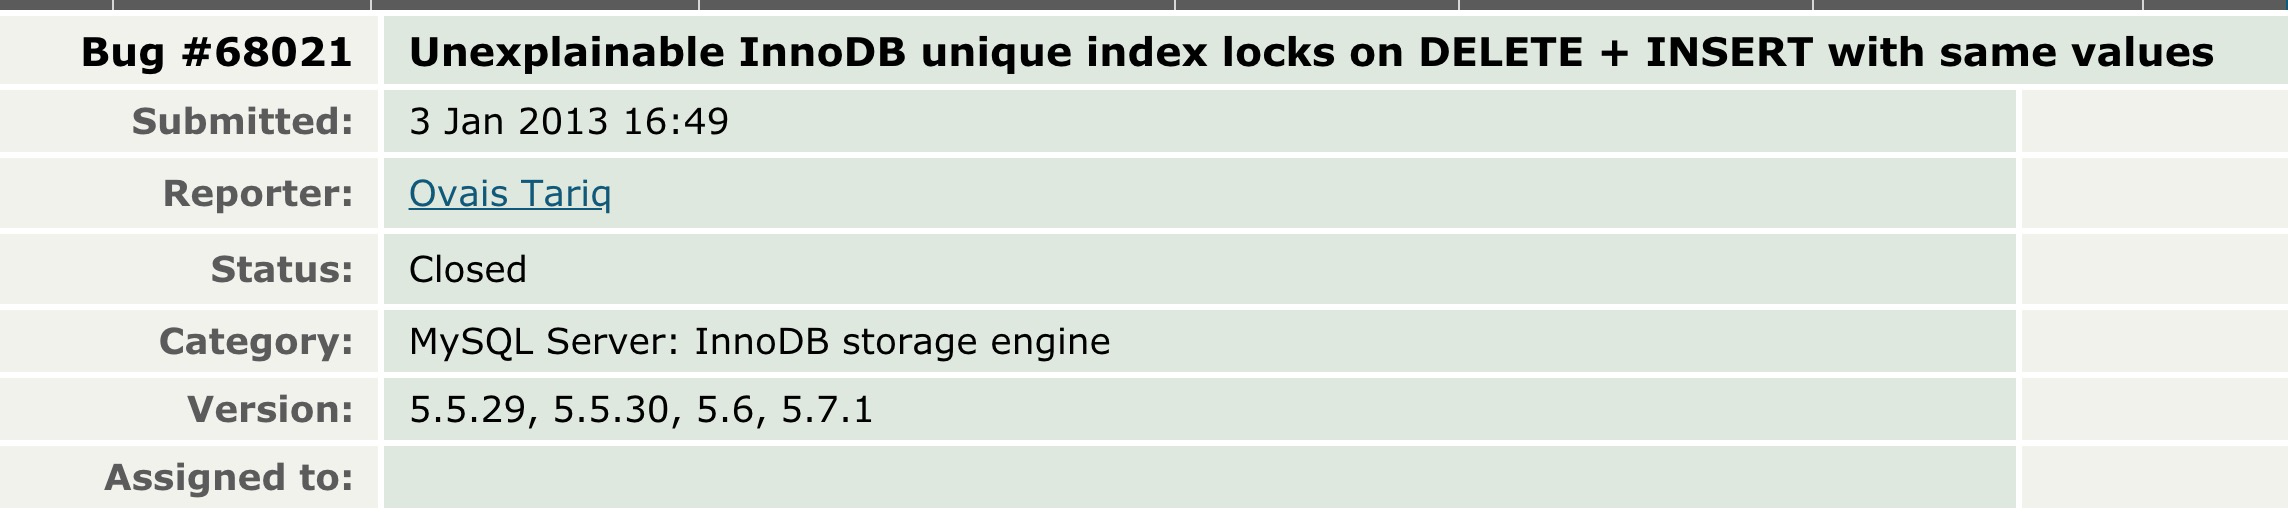 Bug #68021 Unexplainable InnoDB unique index locks on DELETE + INSERT with same values
Submitted: 3 Jan 2013 16:49
Reporter: Ovais Tariq
Status: Closed
Category: MySQL Server: InnoDB storage engine
Version: 5.5.29, 5.5.30, 5.6, 5.7.1
Assigned to: